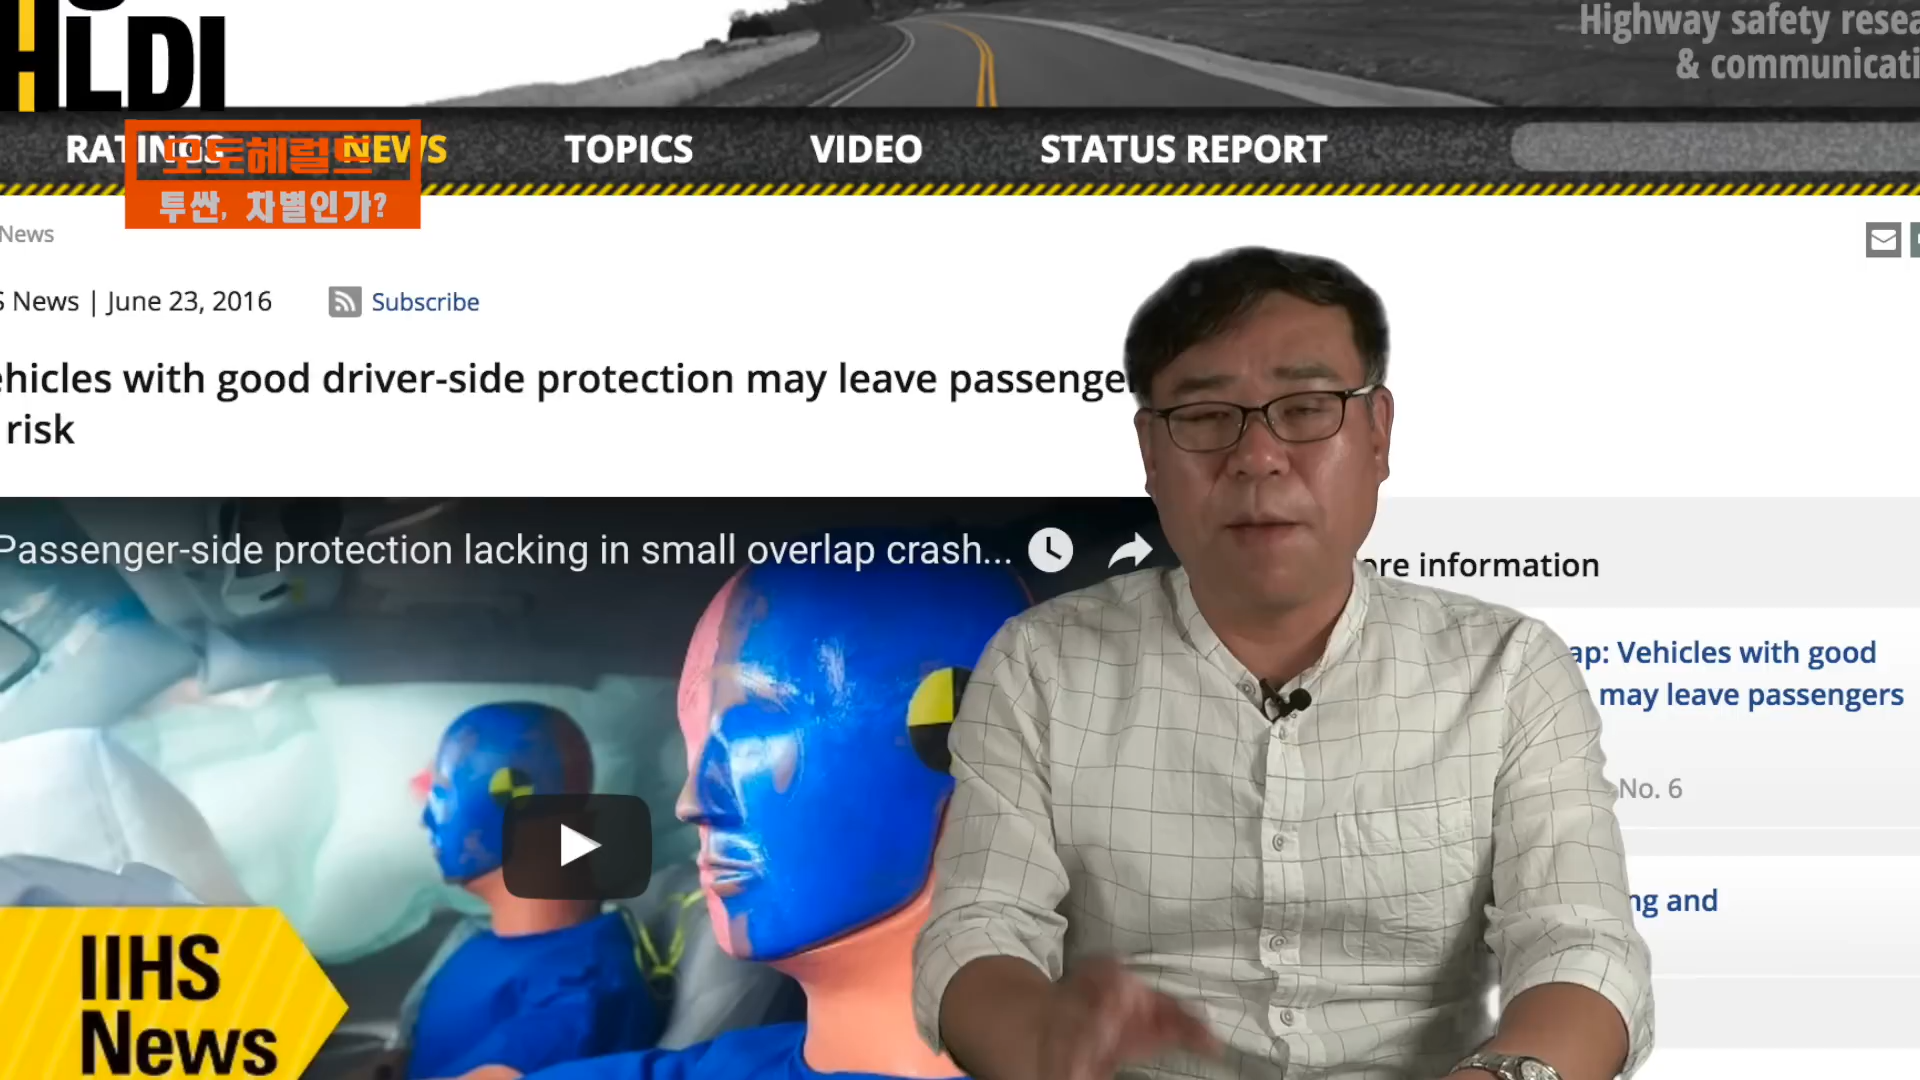 HLDI
Highway safety resea
& communicati
RATINGS
NEWS
TOPICS
VIDEO
STATUS REPORT
모토헤럴드
투싼, 차별인가?
News
S News | June 23, 2016
Subscribe
ehicles with good driver-side protection may leave passenger
risk
Passenger-side protection lacking in small overlap crash...
ore information
ap: Vehicles with good
may leave passengers
No. 6
ng and
IIHS
News